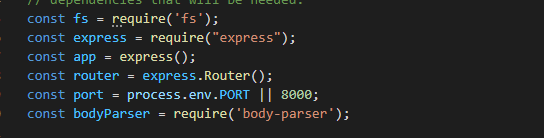 // dependencies that will be needed.
const fs = require('fs');
const express = require("express");
const app = express();
const router = express.Router();
const port = process.env.PORT || 8000;
const bodyParser = require('body-parser');